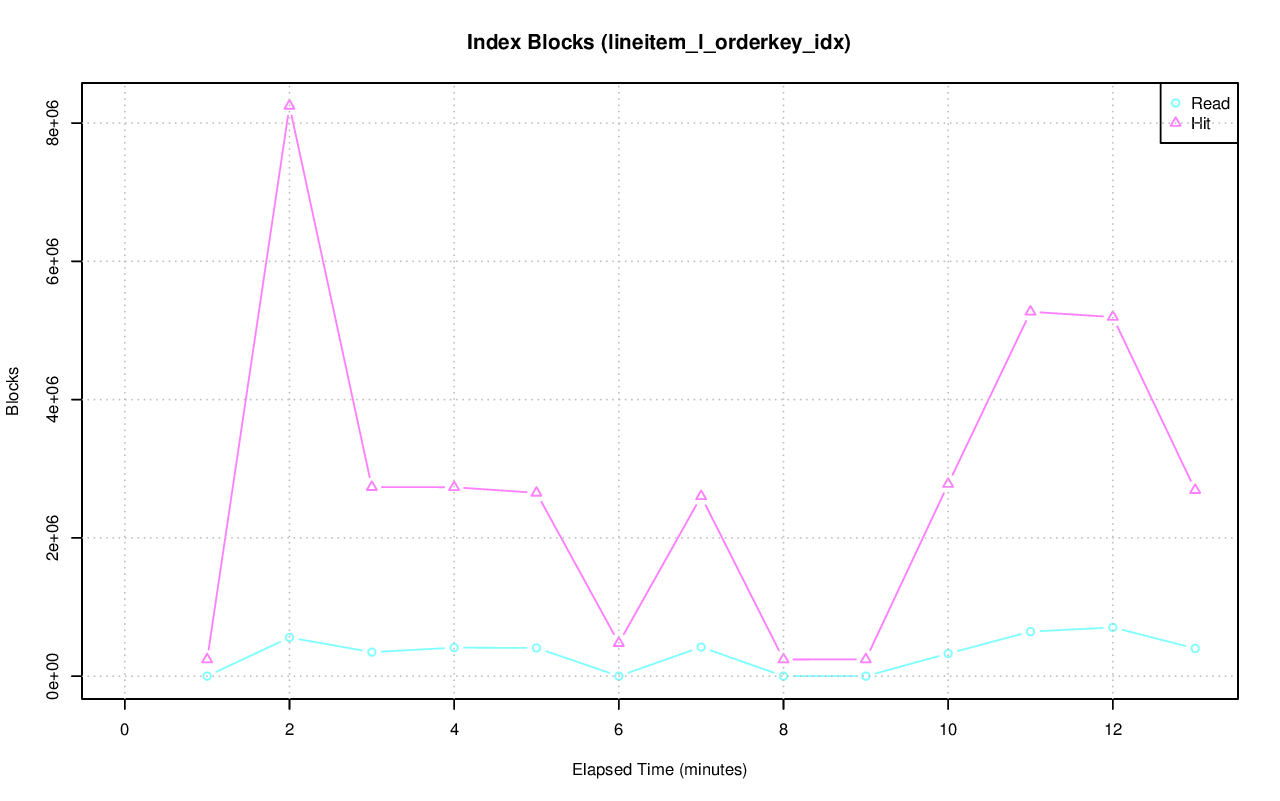 Index Blocks (lineitem_l_orderkey_idx)
Read
Hit
8e+06
6e+06
4e+06
2e+06
0e+00
Blocks
0 2 4 6 8 10 12
Elapsed Time (minutes)